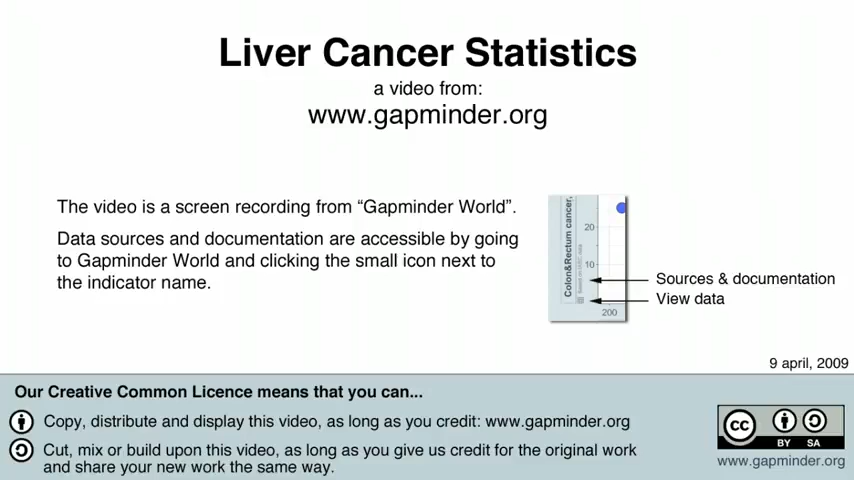 Liver Cancer Statistics
a video from:
www.gapminder.org
The video is a screen recording from “Gapminder World”.
Data sources and documentation are accessible by going
to Gapminder World and clicking the small icon next to
the indicator name.
Colon&Rectum cancer,
20
10
200
Sources & documentation
View data
9 april, 2009
Our Creative Common Licence means that you can...
Copy, distribute and display this video, as long as you credit: www.gapminder.org
Cut, mix or build upon this video, as long as you give us credit for the original work
and share your new work the same way.
cc
BY SA
www.gapminder.org